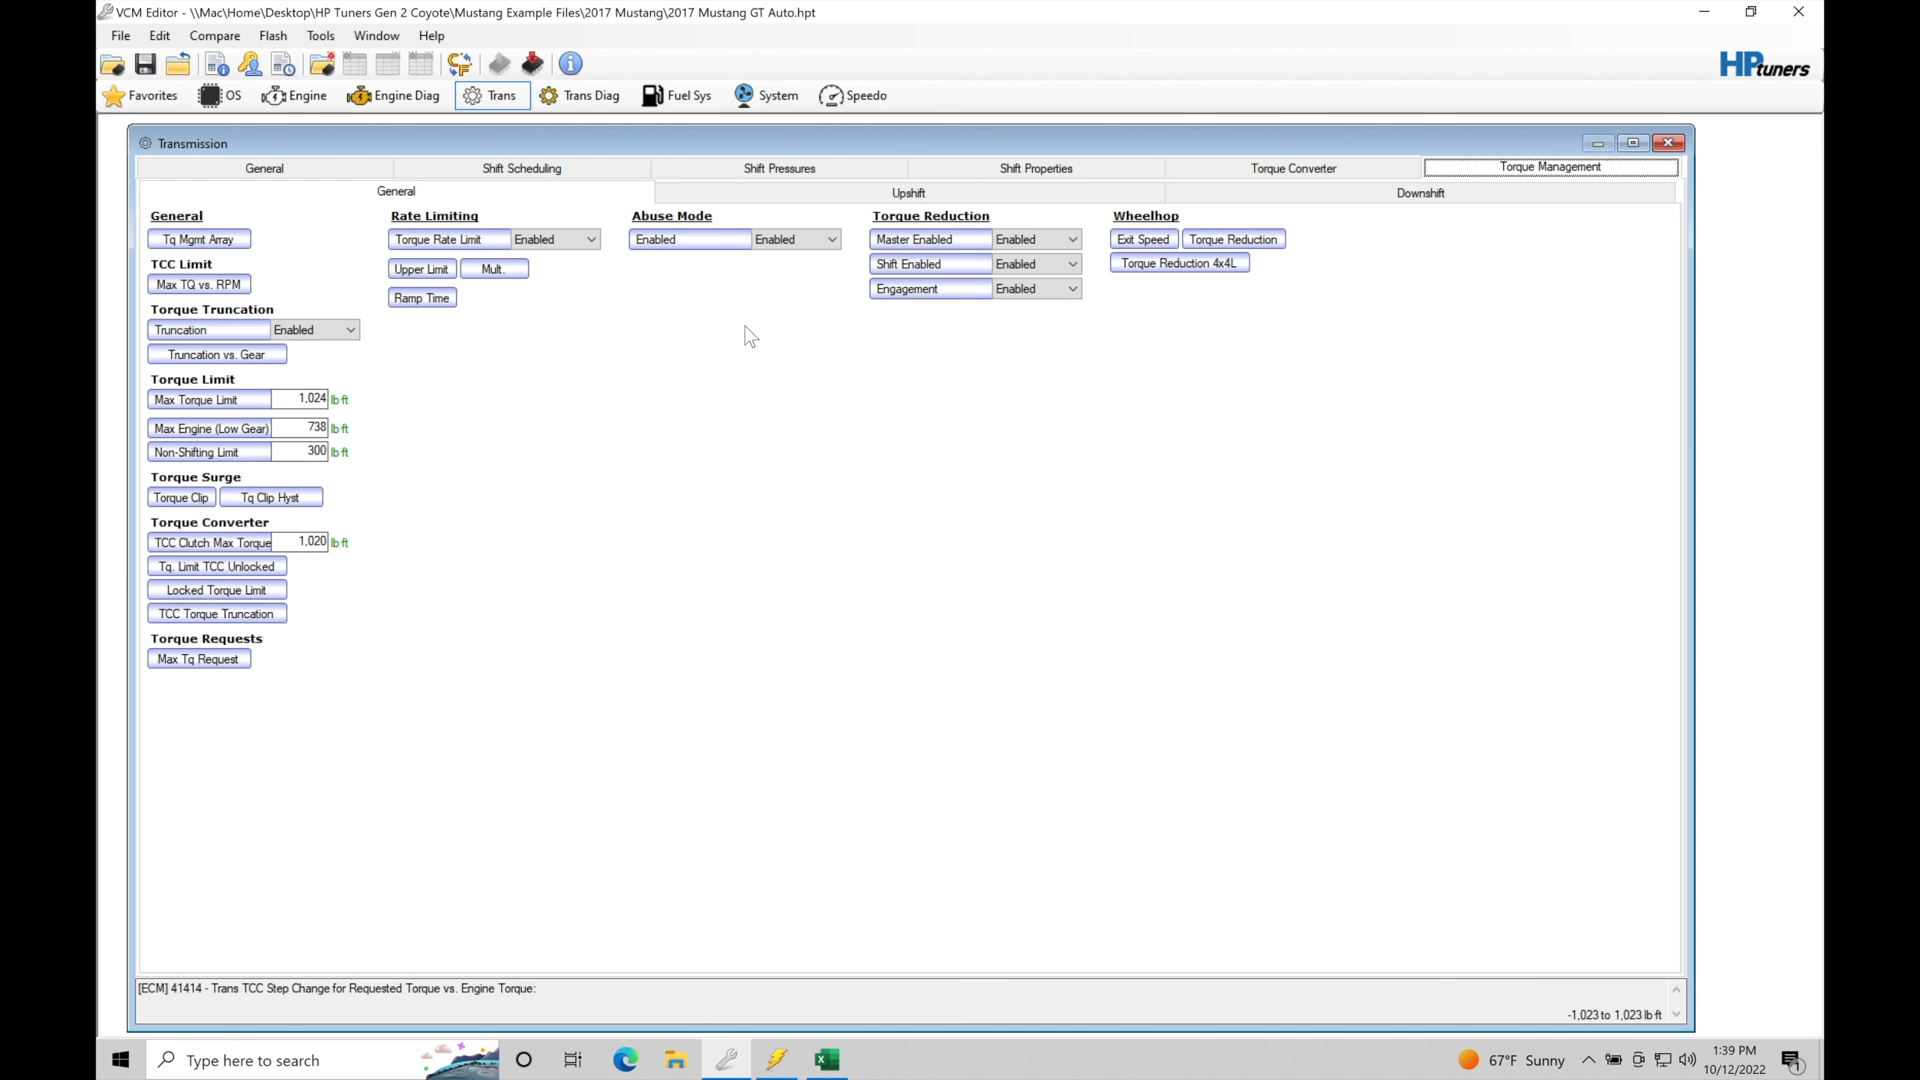 VCM Editor - \\Mac\Home\Desktop\HP Tuners Gen 2 Coyote\Mustang Example Files\2017 Mustang\2017 Mustang GT Auto.hpt
File Edit Compare Flash Tools Window Help
HPtuners
Favorites OS Engine Engine Diag Trans Trans Diag Fuel Sys System Speedo
Transmission
General Shift Scheduling Shift Pressures Shift Properties Torque Converter Torque Management
General Upshift Downshift
General
Tq Mgmt Array
TCC Limit
Max TQ vs. RPM
Torque Truncation
Truncation Enabled
Truncation vs. Gear
Torque Limit
Max Torque Limit 1,024 lb ft
Max Engine (Low Gear) 738 lb ft
Non-Shifting Limit 300 lb ft
Torque Surge
Torque Clip Tq Clip Hyst
Torque Converter
TCC Clutch Max Torque 1,020 lb ft
Tq. Limit TCC Unlocked
Locked Torque Limit
TCC Torque Truncation
Torque Requests
Max Tq Request
Rate Limiting
Torque Rate Limit Enabled
Upper Limit Mult.
Ramp Time
Abuse Mode
Enabled Enabled
Torque Reduction
Master Enabled Enabled
Shift Enabled Enabled
Engagement Enabled
Wheelhop
Exit Speed Torque Reduction
Torque Reduction 4x4L
[ECM] 41414 - Trans TCC Step Change for Requested Torque vs. Engine Torque:
-1,023 to 1,023 lb ft
Type here to search
67°F Sunny
1:39 PM
10/12/2022
1